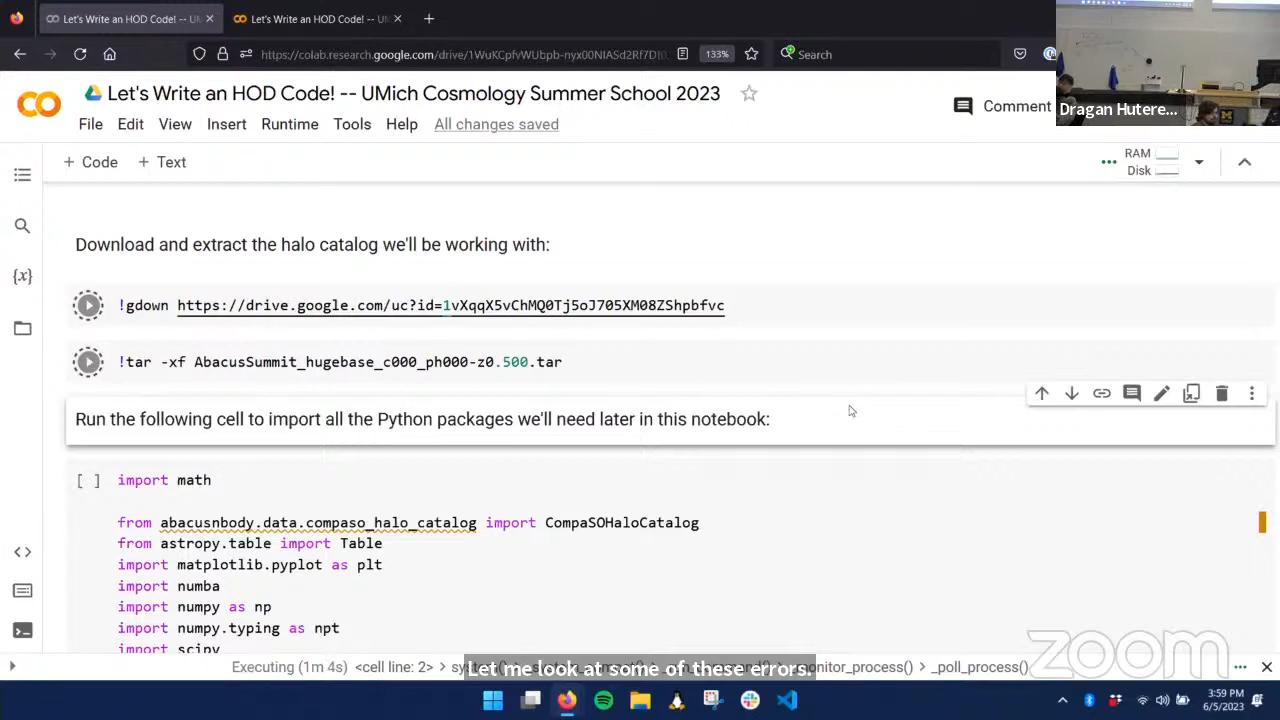 Let's Write an HOD Code! -- UMi
Let's Write an HOD Code! -- UMich
https://colab.research.google.com/
133%
Search
Let's Write an HOD Code! -- UMich Cosmology Summer School 2023
Comment
Dragan Hutere...
File Edit View Insert Runtime Tools Help All changes saved
+ Code + Text
RAM
Disk
Download and extract the halo catalog we'll be working with:
{x}
!gdown https://drive.google.com/uc?id=1vXqqX5vChMQ0Tj5oJ705XM08ZShpbfvc
!tar -xf AbacusSummit_hugebase_c000_ph000-z0.500.tar
Run the following cell to import all the Python packages we'll need later in this notebook:
[ ] import math
from abacusnbody.data.compaso_halo_catalog import CompaSOHaloCatalog
from astropy.table import Table
import matplotlib.pyplot as plt
import numba
import numpy as np
import numpy.typing as npt
import scipy
zoom
Executing (1m 4s) <cell line: 2> monitor_process() > _poll_process()
Let me look at some of these errors.
3:59 PM
6/5/2023